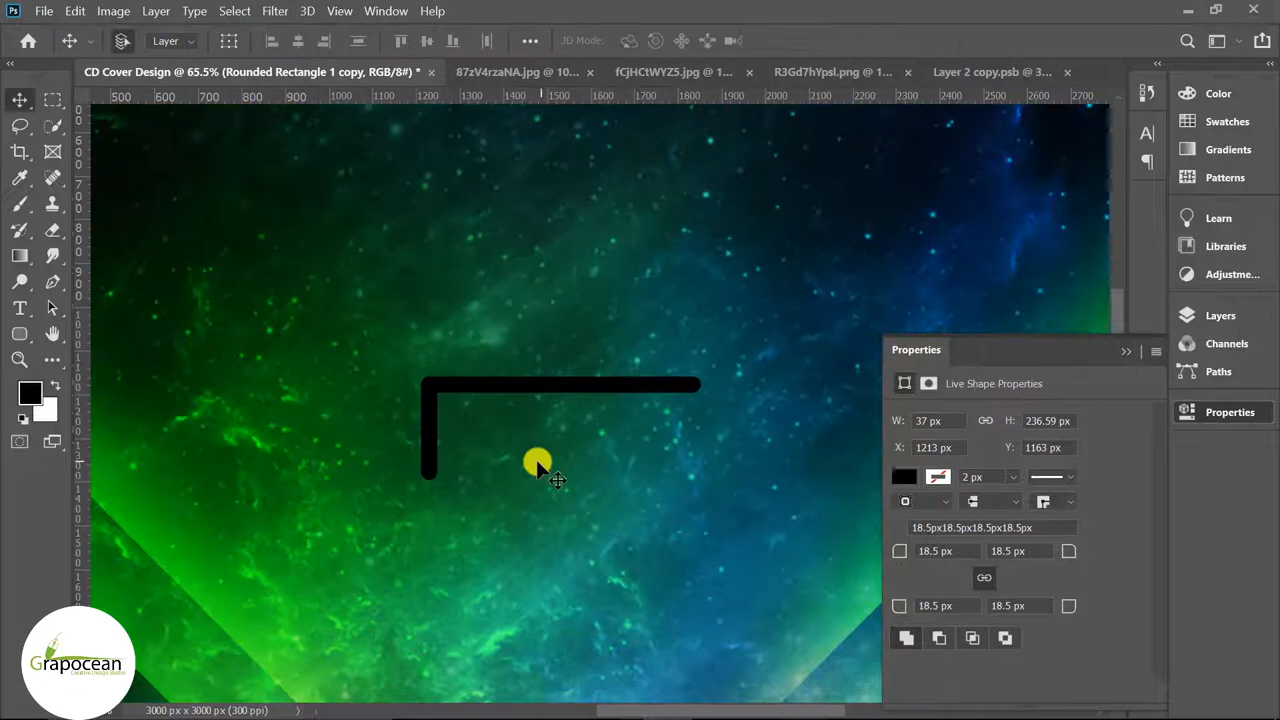 Ps File Edit Image Layer Type Select Filter 3D View Window Help
Layer 3D Mode:
CD Cover Design @ 65.5% (Rounded Rectangle 1 copy, RGB/8#) * 87zV4rzaNA.jpg @ 10... fCjHCtWYZ5.jpg @ 1... R3Gd7hYpsl.png @ 1... Layer 2 copy.psb @ 3...
500 600 700 800 900 1000 1100 1200 1300 1400 1500 1600 1700 1800 1900 2000 2100 2200 2300 2400 2500 2600 2700
Color
Swatches
Gradients
Patterns
Learn
Libraries
Adjustme...
Layers
Channels
Paths
Properties
Properties
Live Shape Properties
W: 37 px H: 236.59 px
X: 1213 px Y: 1163 px
2 px
18.5px18.5px18.5px18.5px
18.5 px 18.5 px
18.5 px 18.5 px
Grapocean
3000 px x 3000 px (300 ppi)